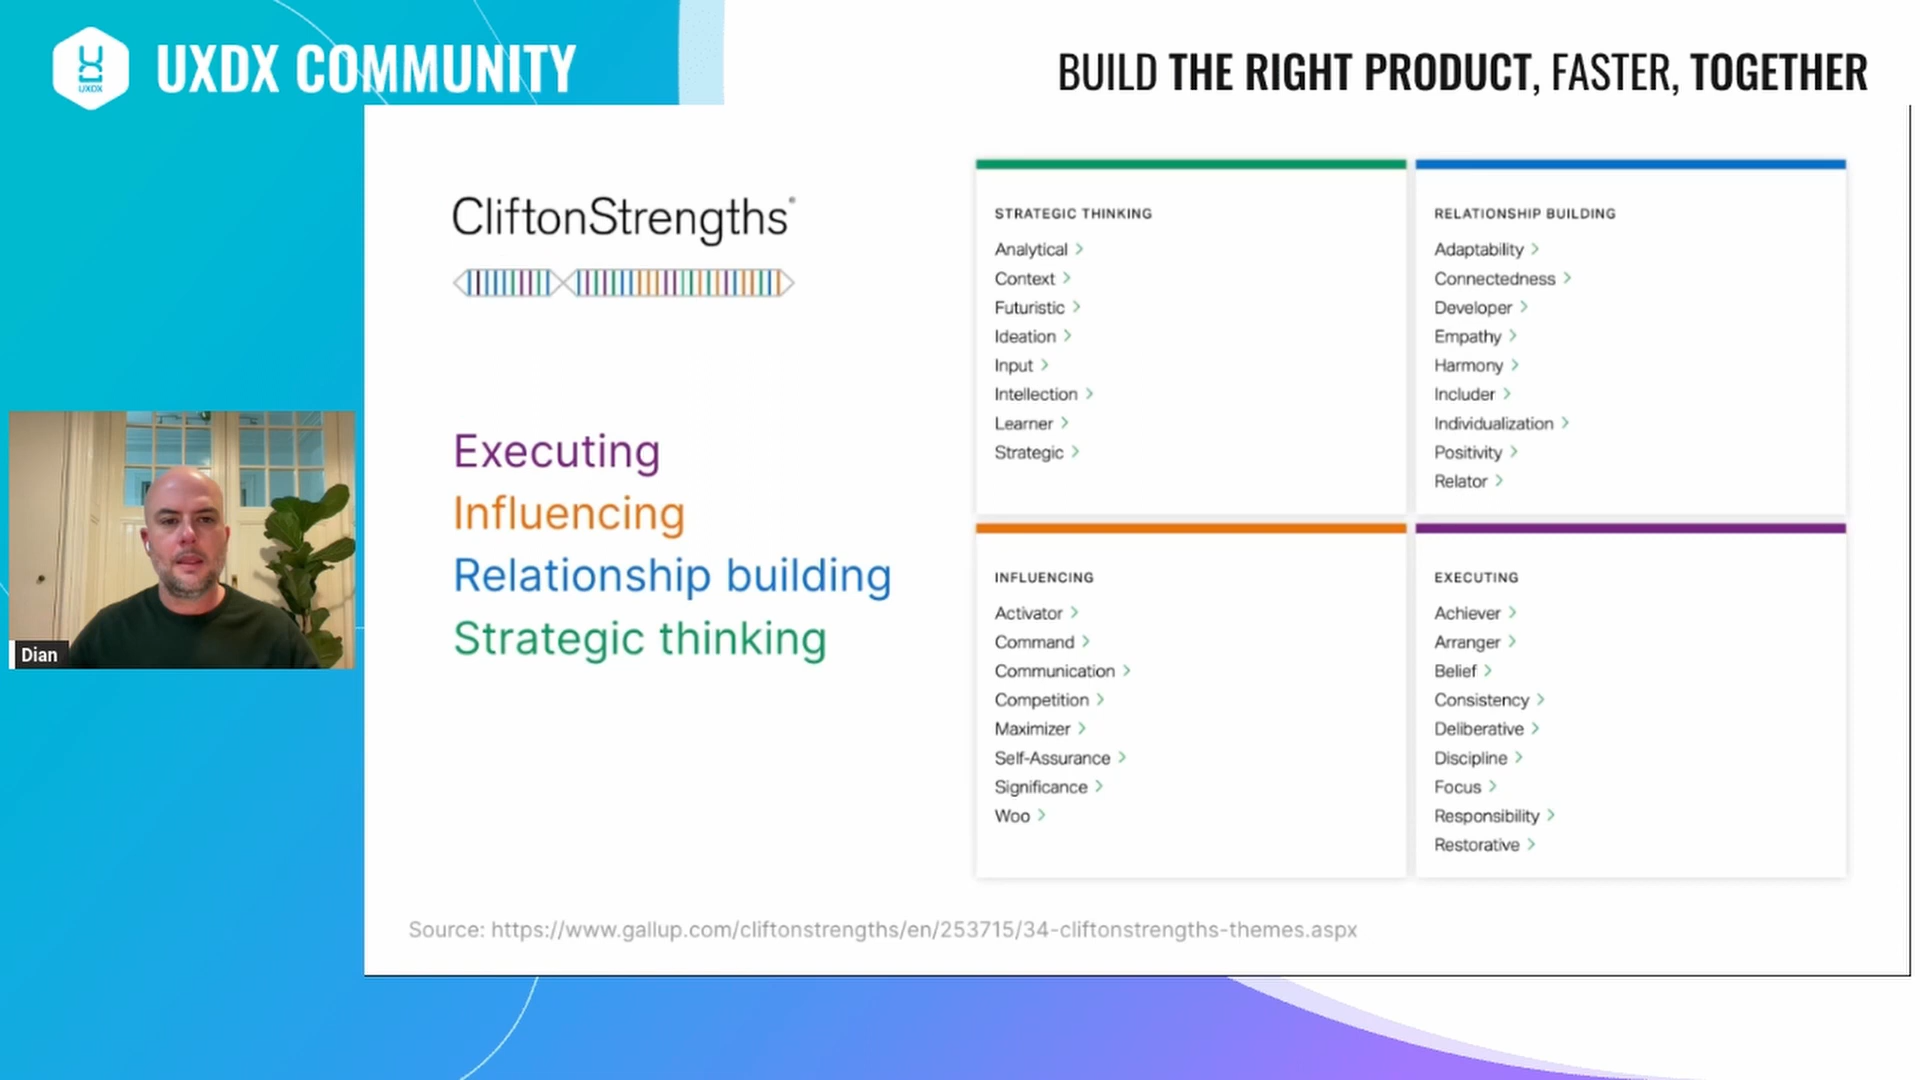 UXDX
UXDX COMMUNITY
BUILD THE RIGHT PRODUCT, FASTER, TOGETHER
CliftonStrengths®
Executing
Influencing
Relationship building
Strategic thinking
STRATEGIC THINKING
Analytical >
Context >
Futuristic >
Ideation >
Input >
Intellection >
Learner >
Strategic >
RELATIONSHIP BUILDING
Adaptability >
Connectedness >
Developer >
Empathy >
Harmony >
Includer >
Individualization >
Positivity >
Relator >
INFLUENCING
Activator >
Command >
Communication >
Competition >
Maximizer >
Self-Assurance >
Significance >
Woo >
EXECUTING
Achiever >
Arranger >
Belief >
Consistency >
Deliberative >
Discipline >
Focus >
Responsibility >
Restorative >
Dian
Source: https://www.gallup.com/cliftonstrengths/en/253715/34-cliftonstrengths-themes.aspx